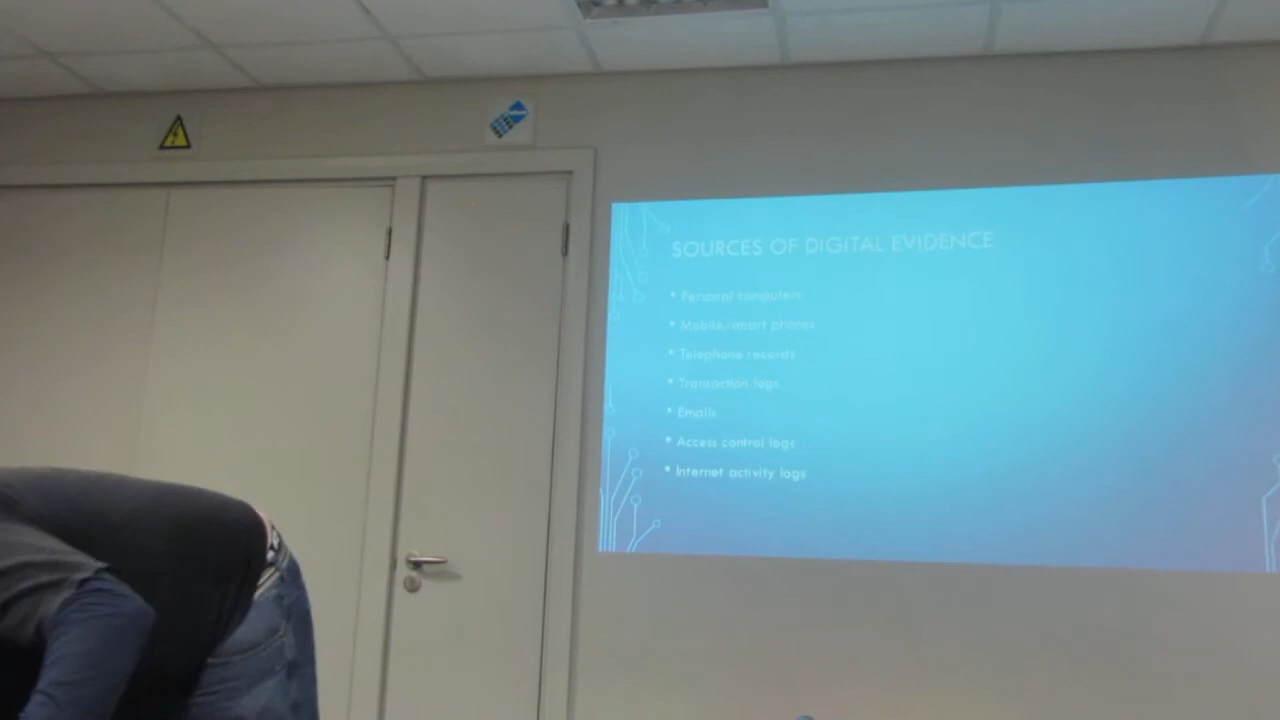 SOURCES OF DIGITAL EVIDENCE
• Personal computers
• Mobile, smart phones
• Telephone records
• Transaction logs
• Emails
• Access control logs
• Internet activity logs